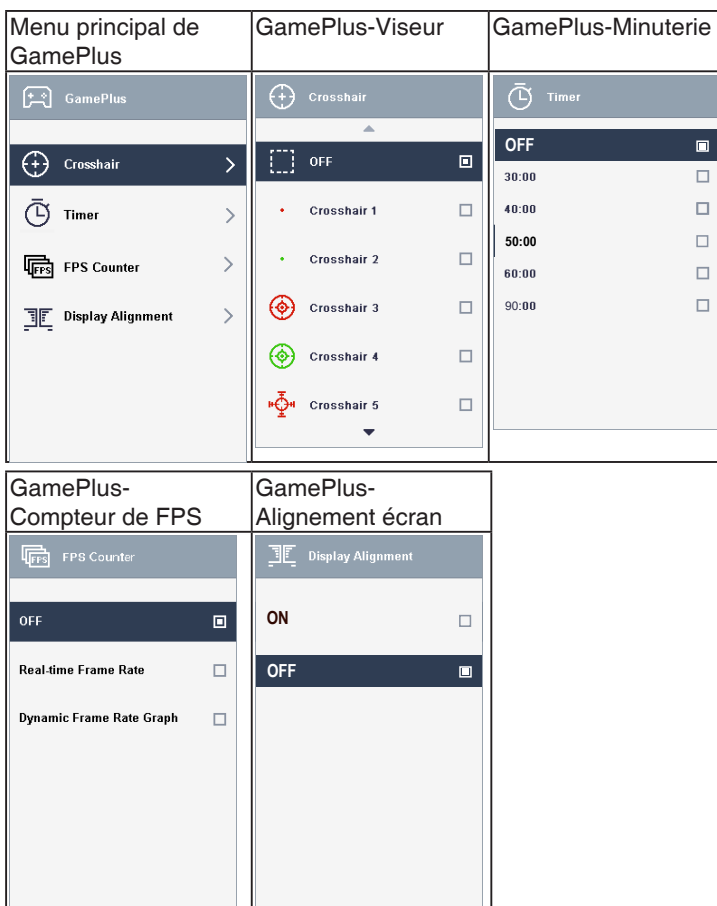 Menu principal de
GamePlus
GamePlus
Crosshair
Timer
FPS
FPS Counter
Display Alignment
GamePlus-Viseur
Crosshair
OFF
Crosshair 1
Crosshair 2
Crosshair 3
Crosshair 4
Crosshair 5
GamePlus-Minuterie
Timer
OFF
30:00
40:00
50:00
60:00
90:00
GamePlus-
Compteur de FPS
FPS
FPS Counter
OFF
Real-time Frame Rate
Dynamic Frame Rate Graph
GamePlus-
Alignement écran
Display Alignment
ON
OFF